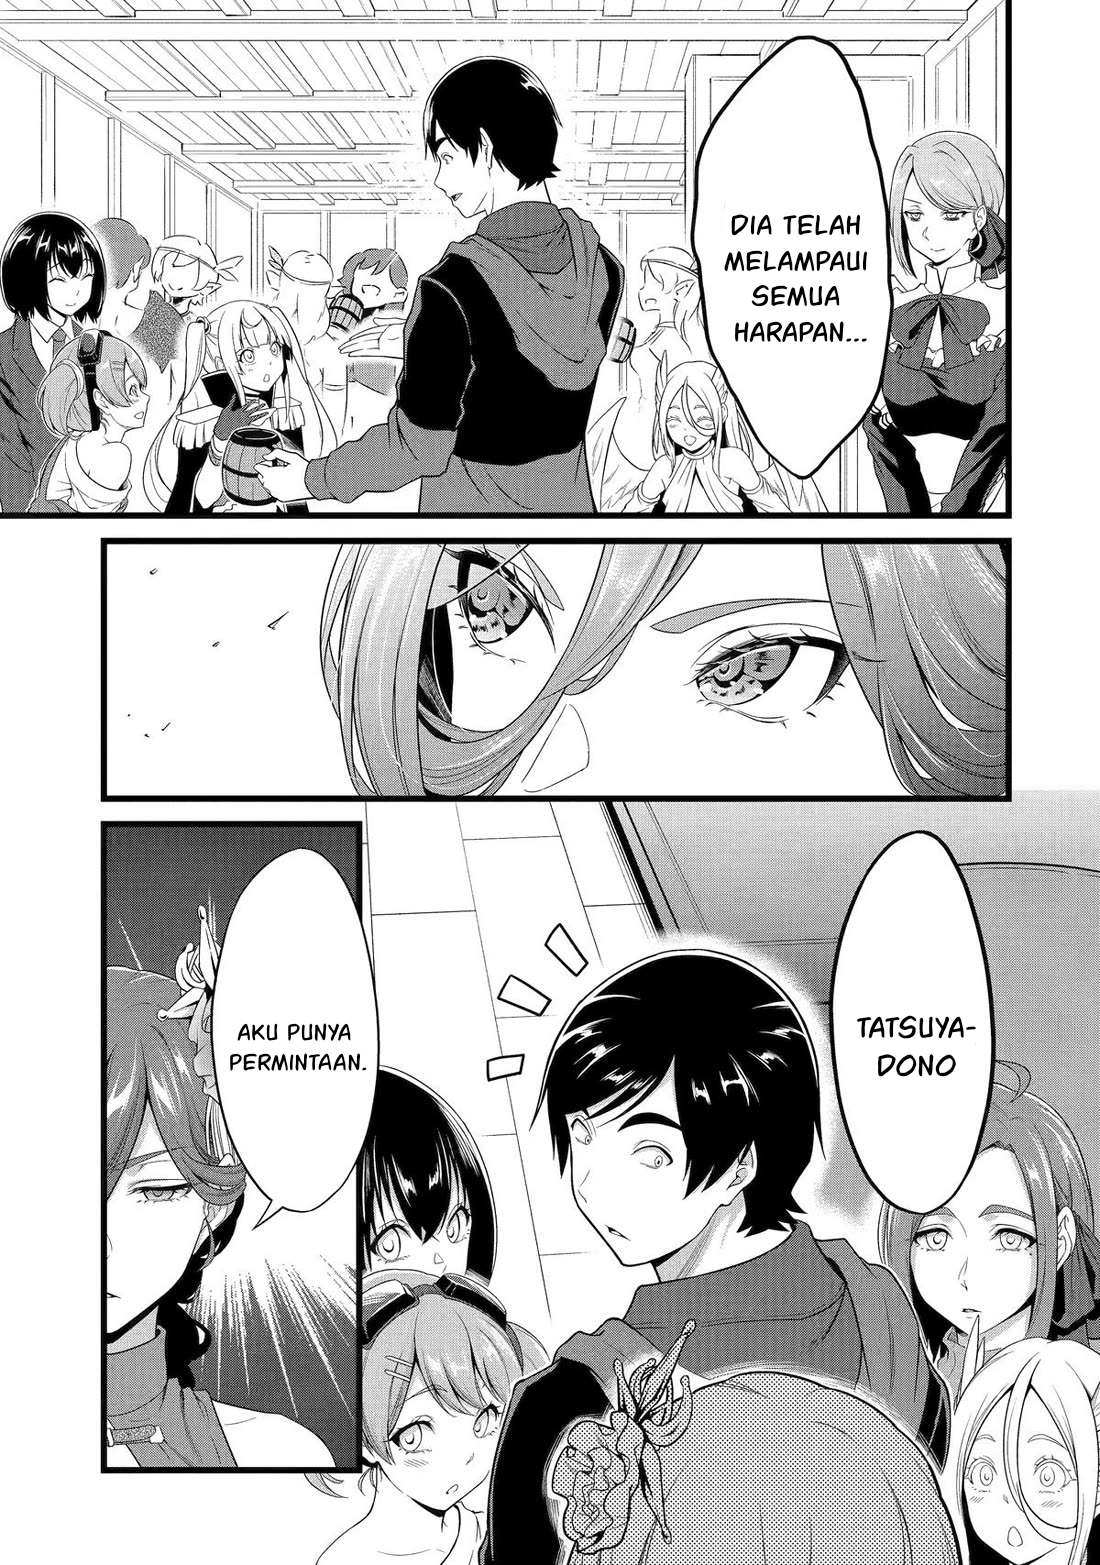 DIA TELAH
MELAMPAUI
SEMUA
HARAPAN...
TATSUYA-
DONO
AKU PUNYA
PERMINTAAN.